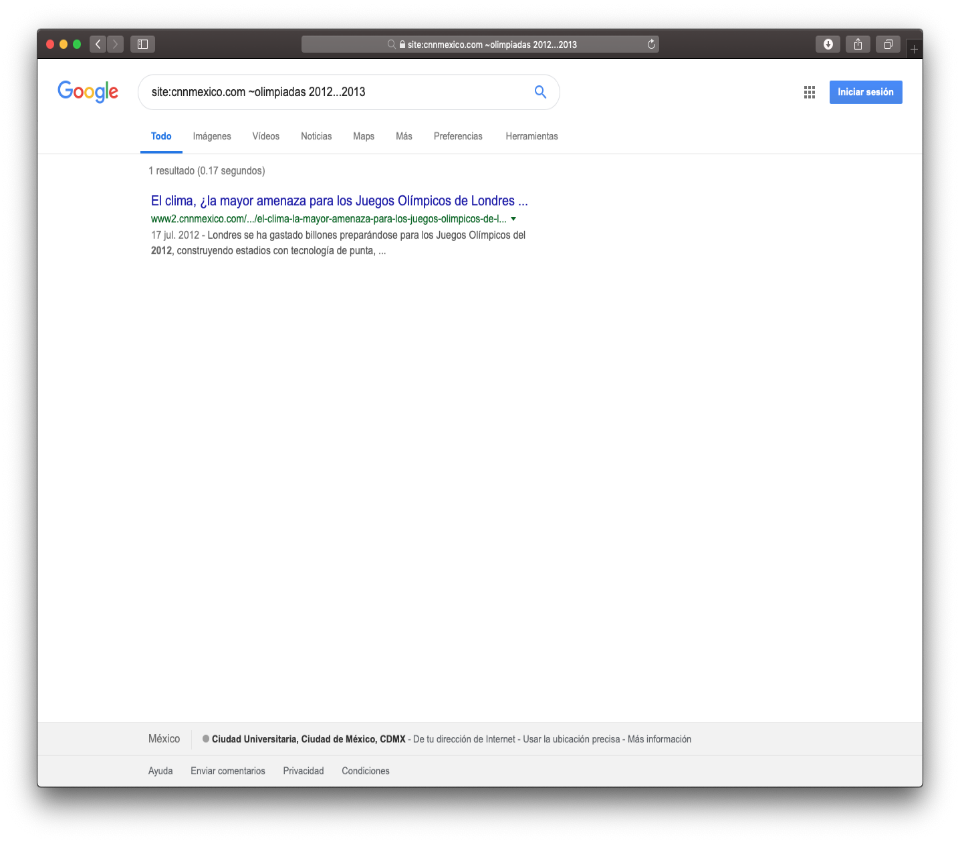 site:cnnmexico.com ~olimpiadas 2012...2013
Google
site:cnnmexico.com ~olimpiadas 2012...2013
Iniciar sesión
Todo Imágenes Vídeos Noticias Maps Más Preferencias Herramientas
1 resultado (0.17 segundos)
El clima, ¿la mayor amenaza para los Juegos Olímpicos de Londres ...
www2.cnnmexico.com/.../el-clima-la-mayor-amenaza-para-los-juegos-olimpicos-de-l...
17 jul. 2012 - Londres se ha gastado billones preparándose para los Juegos Olímpicos del
2012, construyendo estadios con tecnología de punta, ...
México Ciudad Universitaria, Ciudad de México, CDMX - De tu dirección de Internet - Usar la ubicación precisa - Más información
Ayuda Enviar comentarios Privacidad Condiciones